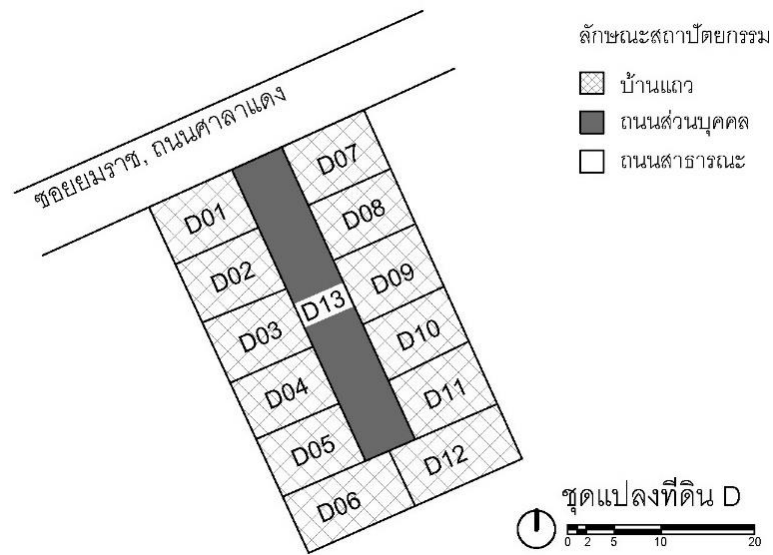 ลักษณะสถาปัตยกรรม
บ้านแถว
ถนนส่วนบุคคล
ถนนสาธารณะ
ซอยยมราช, ถนนศาลาแดง
D01
D02
D03
D04
D05
D06
D07
D08
D09
D10
D11
D12
D13
ชุดแปลงที่ดิน D
0 2 5 10 20